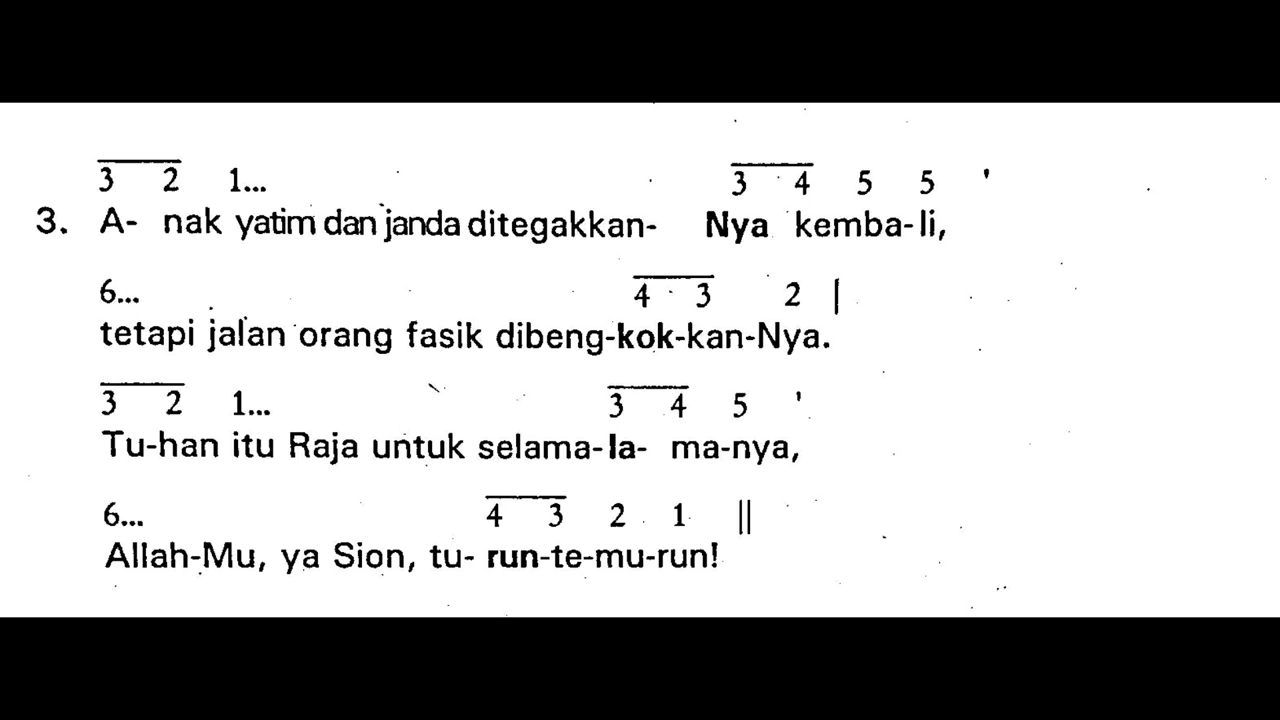 3 2 1... 3 4 5 5 '
3. A- nak yatim dan janda ditegakkan- Nya kemba-li,
6... 4 3 2 |
tetapi jalan orang fasik dibeng-kok-kan-Nya.
3 2 1... 3 4 5 '
Tu-han itu Raja untuk selama-la- ma-nya,
6... 4 3 2 1 ||
Allah-Mu, ya Sion, tu- run-te-mu-run!